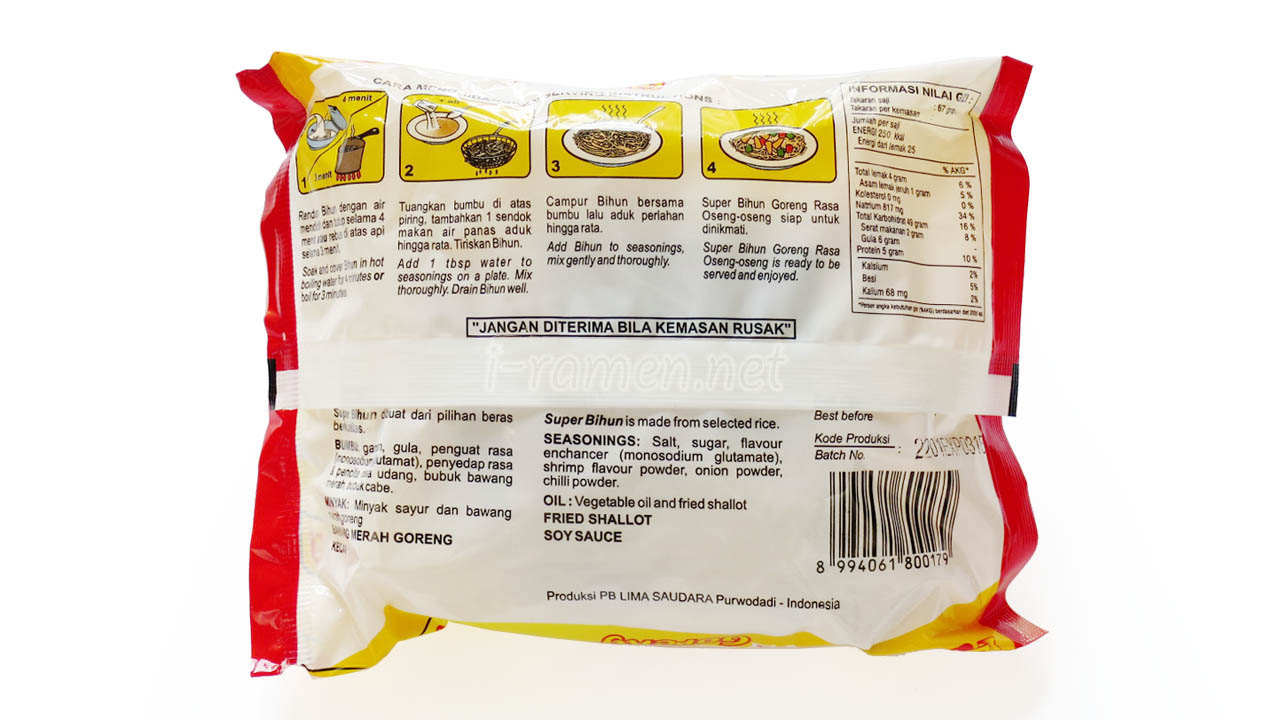 4 menit
3 menit
1
2
3
4
Rendam Bihun dengan air
selama 4
menit atau rebus di atas api
selama 3 menit.
Soak and cover Bihun in hot
boiling water for 4 minutes or
boil for 3 minutes.
Tuangkan bumbu di atas
piring, tambahkan 1 sendok
makan air panas aduk
hingga rata. Tiriskan Bihun.
Add 1 tbsp water to
seasonings on a plate. Mix
thoroughly. Drain Bihun well.
Campur Bihun bersama
bumbu lalu aduk perlahan
hingga rata.
Add Bihun to seasonings,
mix gently and thoroughly.
Super Bihun Goreng Rasa
Oseng-oseng siap untuk
dinikmati.
Super Bihun Goreng Rasa
Oseng-oseng is ready to be
served and enjoyed.
INFORMASI NILAI GIZI :
Takaran saji : 67 gram
Takaran per kemasan
Jumlah per saji
ENERGI 250 kkal
Energi dari lemak 25
% AKG*
Total lemak 4 gram 6 %
Asam lemak jenuh 1 gram 5 %
Kolesterol 0 mg 0 %
Natrium 817 mg 34 %
Total Karbohidrat 49 gram 16 %
Serat makanan 2 gram 8 %
Gula 6 gram -
Protein 5 gram 10 %
Kalsium 2%
Besi 5%
Kalium 68 mg 2%
"JANGAN DITERIMA BILA KEMASAN RUSAK"
i-ramen.net
Super Bihun dibuat dari pilihan beras
berkualitas.
BUMBU: garam, gula, penguat rasa
penyedap rasa
udang, bubuk bawang
merah, bubuk cabe.
MINYAK: Minyak sayur dan bawang
goreng
MERAH GORENG
KECAP
Super Bihun is made from selected rice.
SEASONINGS: Salt, sugar, flavour
enchancer (monosodium glutamate),
shrimp flavour powder, onion powder,
chilli powder.
OIL : Vegetable oil and fried shallot
FRIED SHALLOT
SOY SAUCE
Best before
Kode Produksi :
Batch No.
8 994061 800179
Produksi PB LIMA SAUDARA Purwodadi - Indonesia